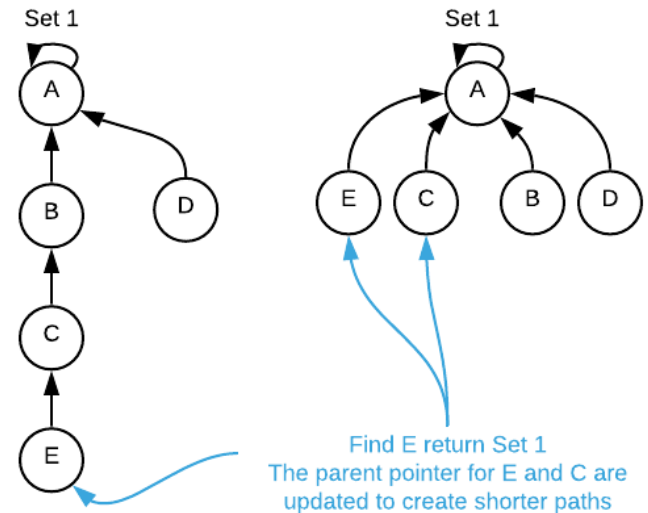 Set 1
A
B
D
C
E
Set 1
A
E
C
B
D
Find E return Set 1
The parent pointer for E and C are
updated to create shorter paths